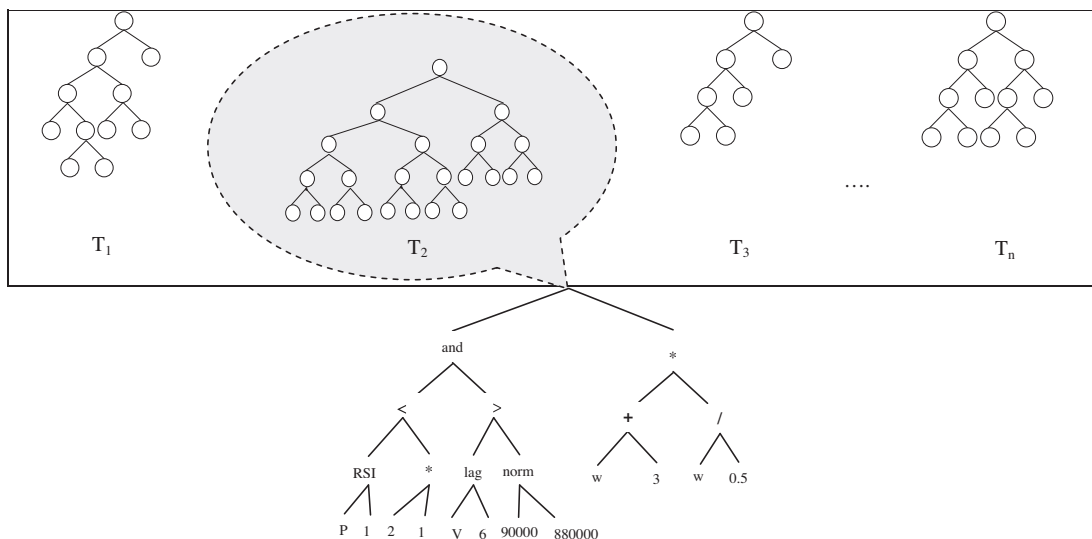 ....
T1 T2 T3 Tn
and *
< > + /
RSI * lag norm w 3 w 0.5
P 1 2 1 V 6 90000 880000